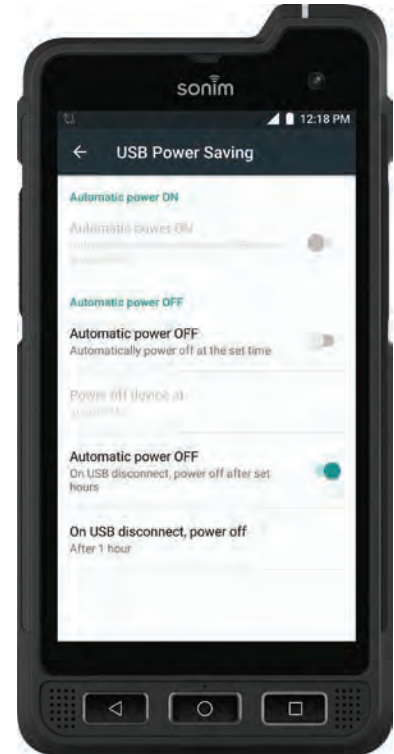 sonim
12:18 PM
USB Power Saving
Automatic power ON
Automatic power ON
Automatic power OFF
Automatic power OFF
Automatically power off at the set time
Power off device at
Automatic power OFF
On USB disconnect, power off after set
hours
On USB disconnect, power off
After 1 hour